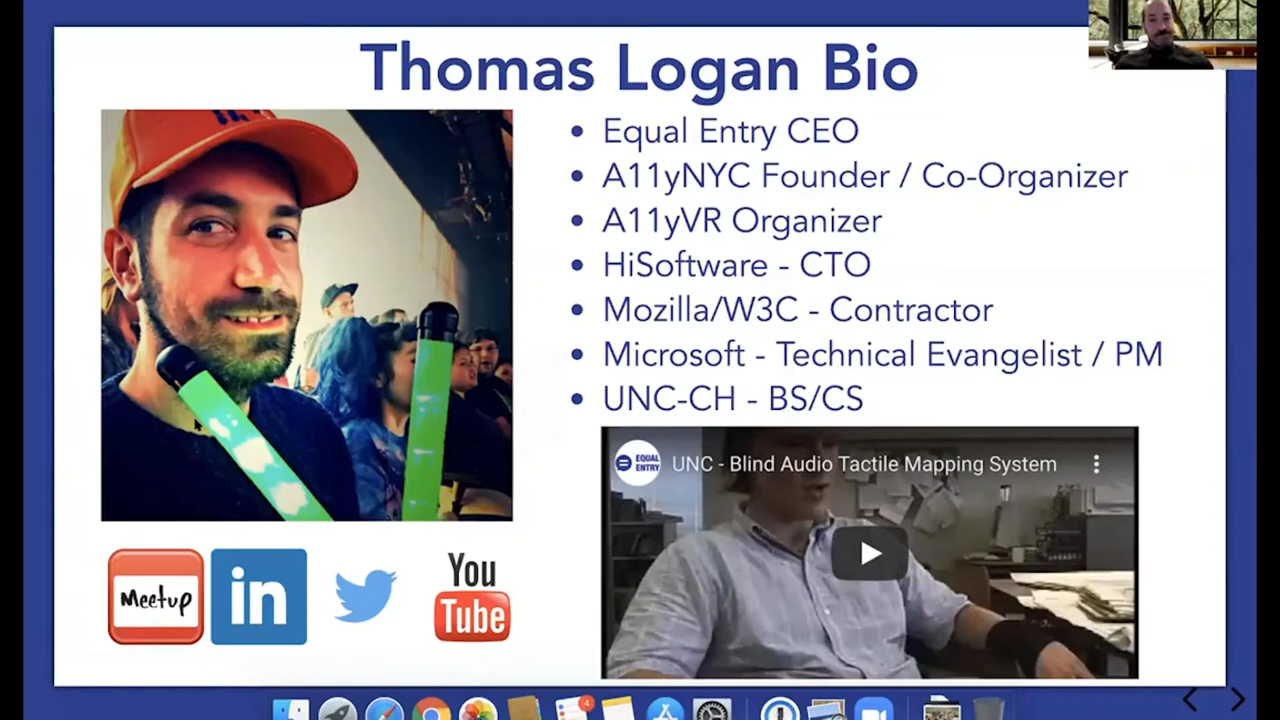 Thomas Logan Bio
• Equal Entry CEO
• A11yNYC Founder / Co-Organizer
• A11yVR Organizer
• HiSoftware - CTO
• Mozilla/W3C - Contractor
• Microsoft - Technical Evangelist / PM
• UNC-CH - BS/CS
EQUAL
ENTRY
UNC - Blind Audio Tactile Mapping System
Meetup
in
You
Tube
4